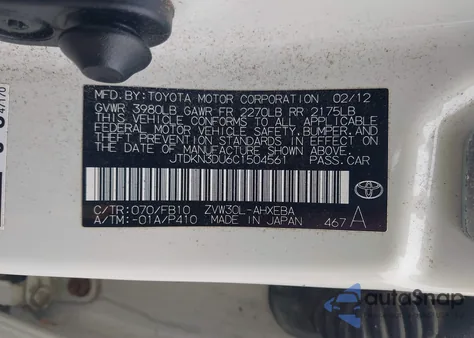 MFD.BY:TOYOTA MOTOR CORPORATION 02/12
GVWR 3980LB GAWR FR 2270LB RR 2175LB
THIS VEHICLE CONFORMS TO ALL APPLICABLE
FEDERAL MOTOR VEHICLE SAFETY, BUMPER, AND
THEFT PREVENTION STANDARDS IN EFFECT ON
THE DATE OF MANUFACTURE SHOWN ABOVE.
JTDKN3DU6C1504561 PASS.CAR
C/TR:070/FB10 ZVW30L-AHXEBA
A/TM:-01A/P410 MADE IN JAPAN 467 A
TOYOTA
autoSnap